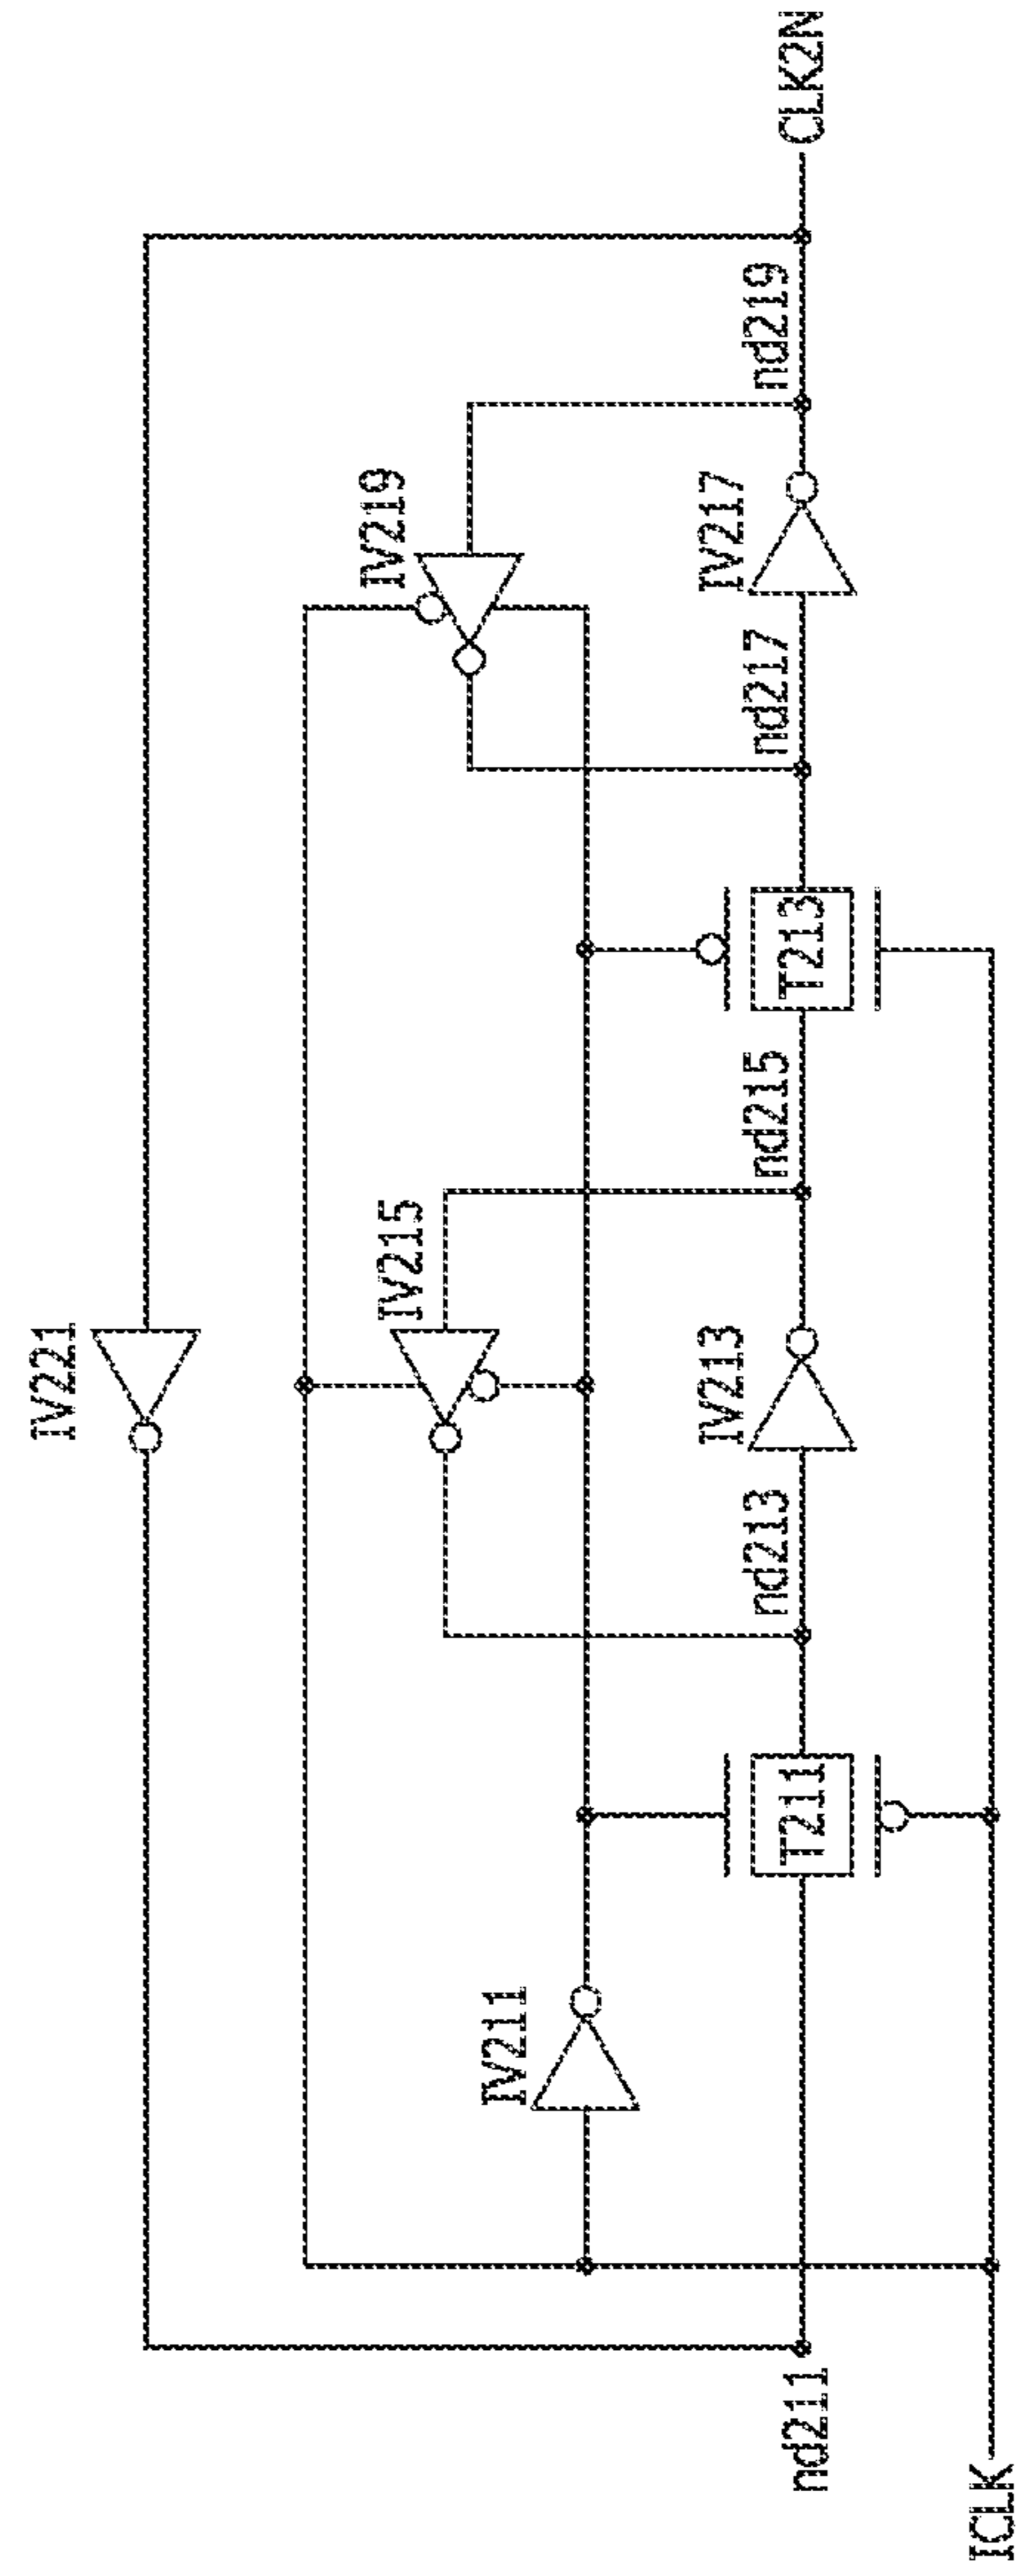 IV221
IV215
IV219
IV211
nd211
T211
nd213
IV213
nd215
T213
nd217
IV217
nd219
CLK2N
ICLK